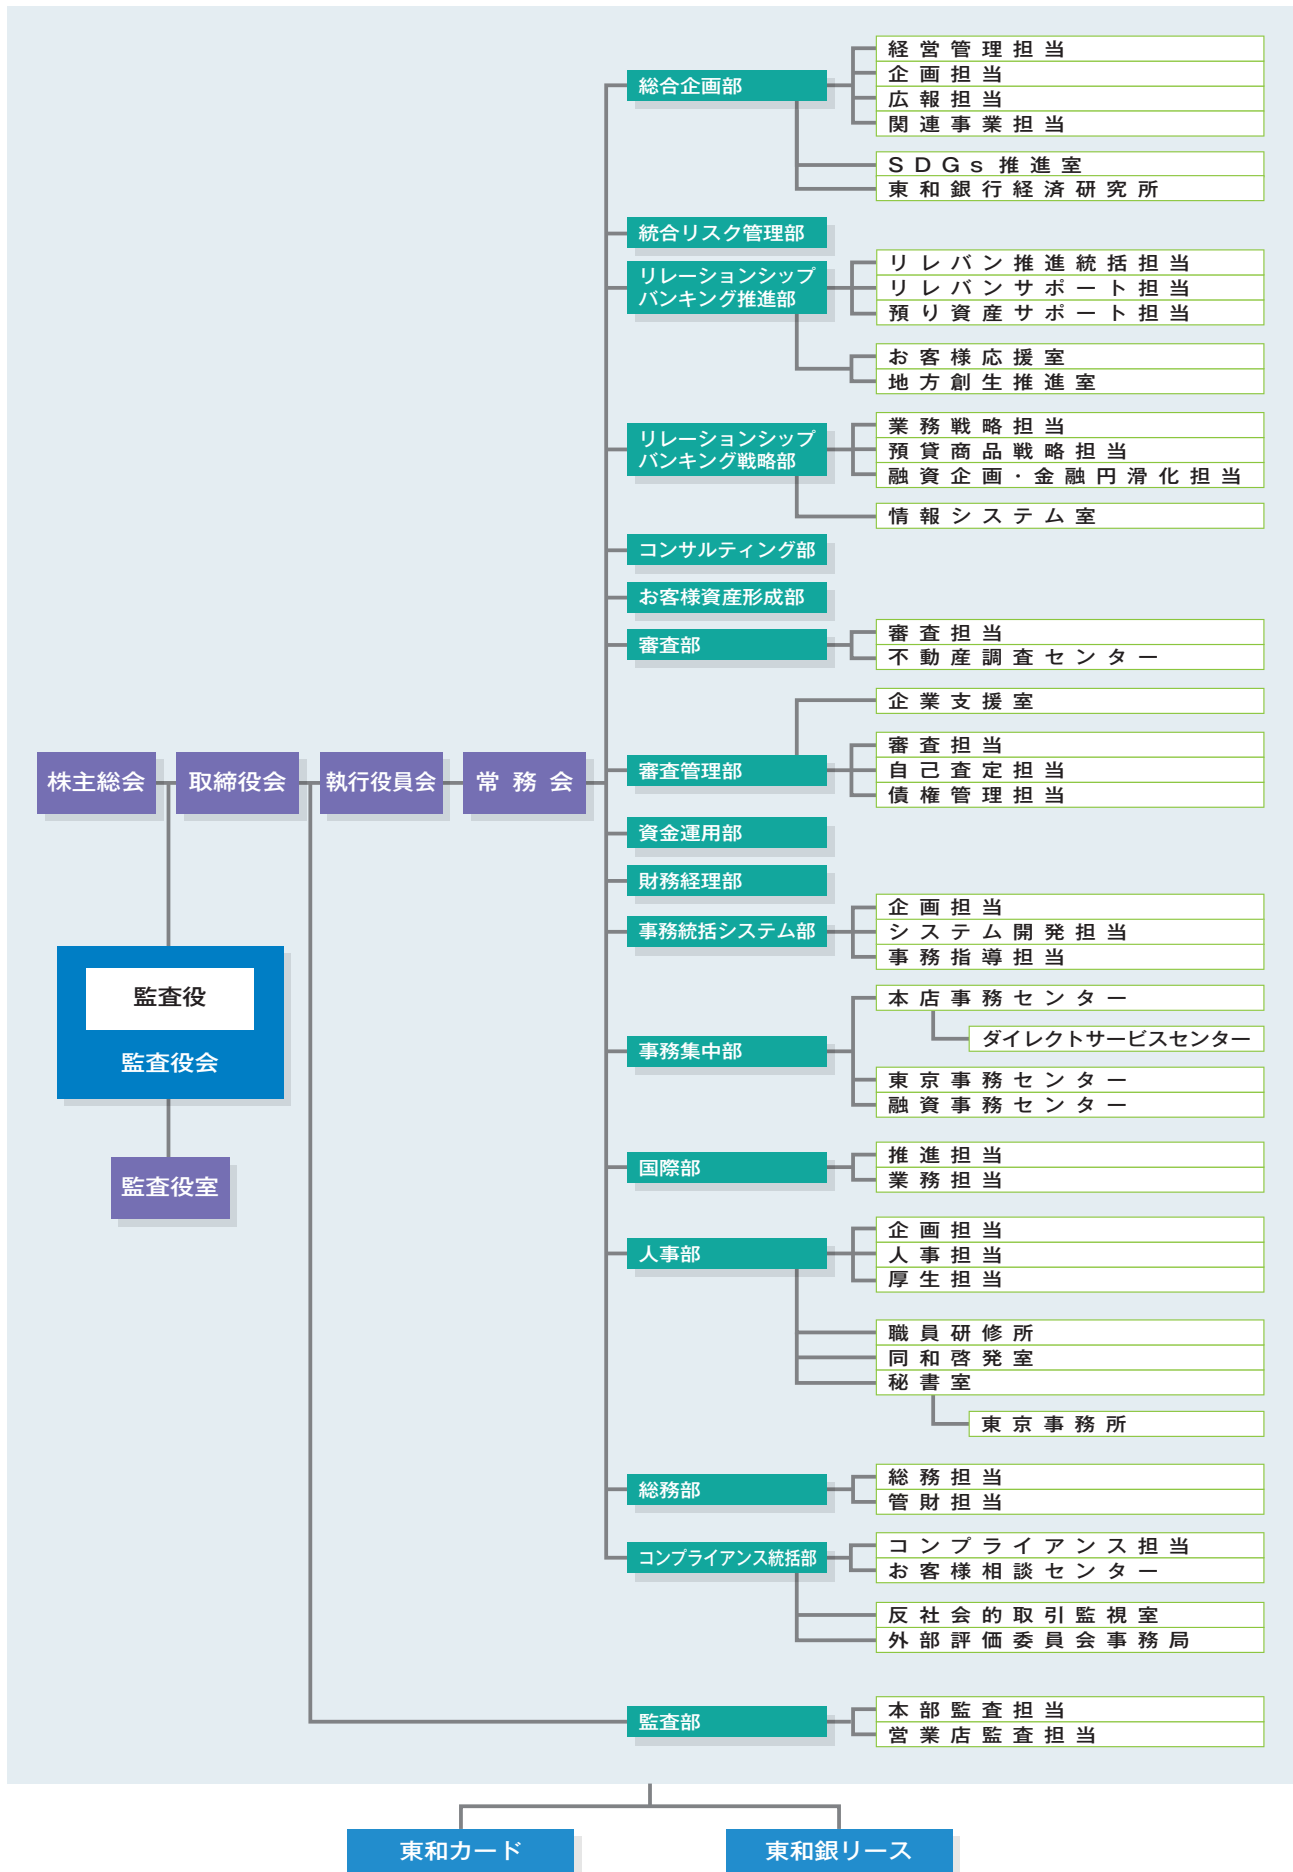 株主総会
取締役会
執行役員会
常務会
監査役
監査役会
監査役室
総合企画部
経営管理担当
企画担当
広報担当
関連事業担当
SDGs推進室
東和銀行経済研究所
統合リスク管理部
リレーションシップ
バンキング推進部
リレバン推進統括担当
リレバンサポート担当
預り資産サポート担当
お客様応援室
地方創生推進室
リレーションシップ
バンキング戦略部
業務戦略担当
預貸商品戦略担当
融資企画・金融円滑化担当
情報システム室
コンサルティング部
お客様資産形成部
審査部
審査担当
不動産調査センター
企業支援室
審査管理部
審査担当
自己査定担当
債権管理担当
資金運用部
財務経理部
事務統括システム部
企画担当
システム開発担当
事務指導担当
事務集中部
本店事務センター
ダイレクトサービスセンター
東京事務センター
融資事務センター
国際部
推進担当
業務担当
人事部
企画担当
人事担当
厚生担当
職員研修所
同和啓発室
秘書室
東京事務所
総務部
総務担当
管財担当
コンプライアンス統括部
コンプライアンス担当
お客様相談センター
反社会的取引監視室
外部評価委員会事務局
監査部
本部監査担当
営業店監査担当
東和カード
東和銀リース